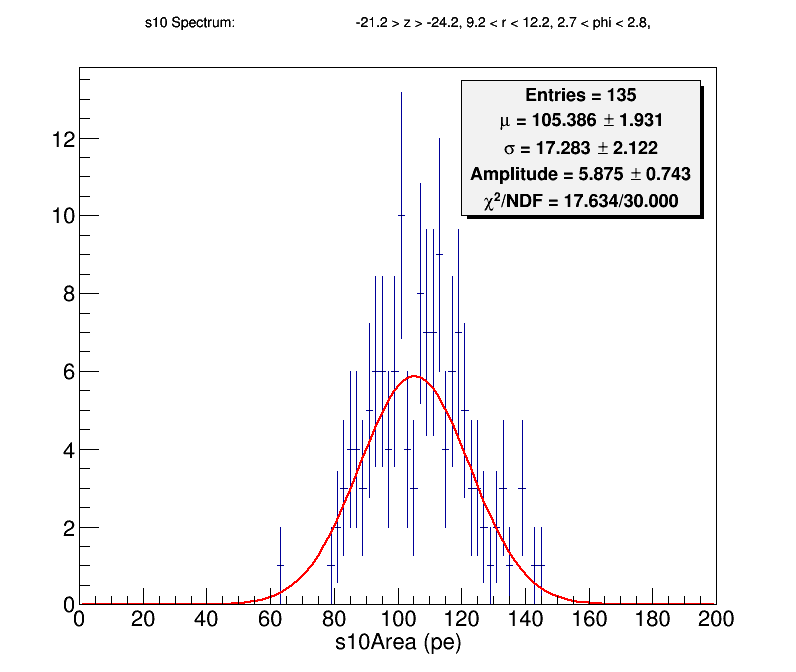 s10 Spectrum: -21.2 > z > -24.2, 9.2 < r < 12.2, 2.7 < phi < 2.8,
Entries = 135
μ = 105.386 ± 1.931
σ = 17.283 ± 2.122
Amplitude = 5.875 ± 0.743
χ²/NDF = 17.634/30.000
12
10
8
6
4
2
0
0 20 40 60 80 100 120 140 160 180 200
s10Area (pe)